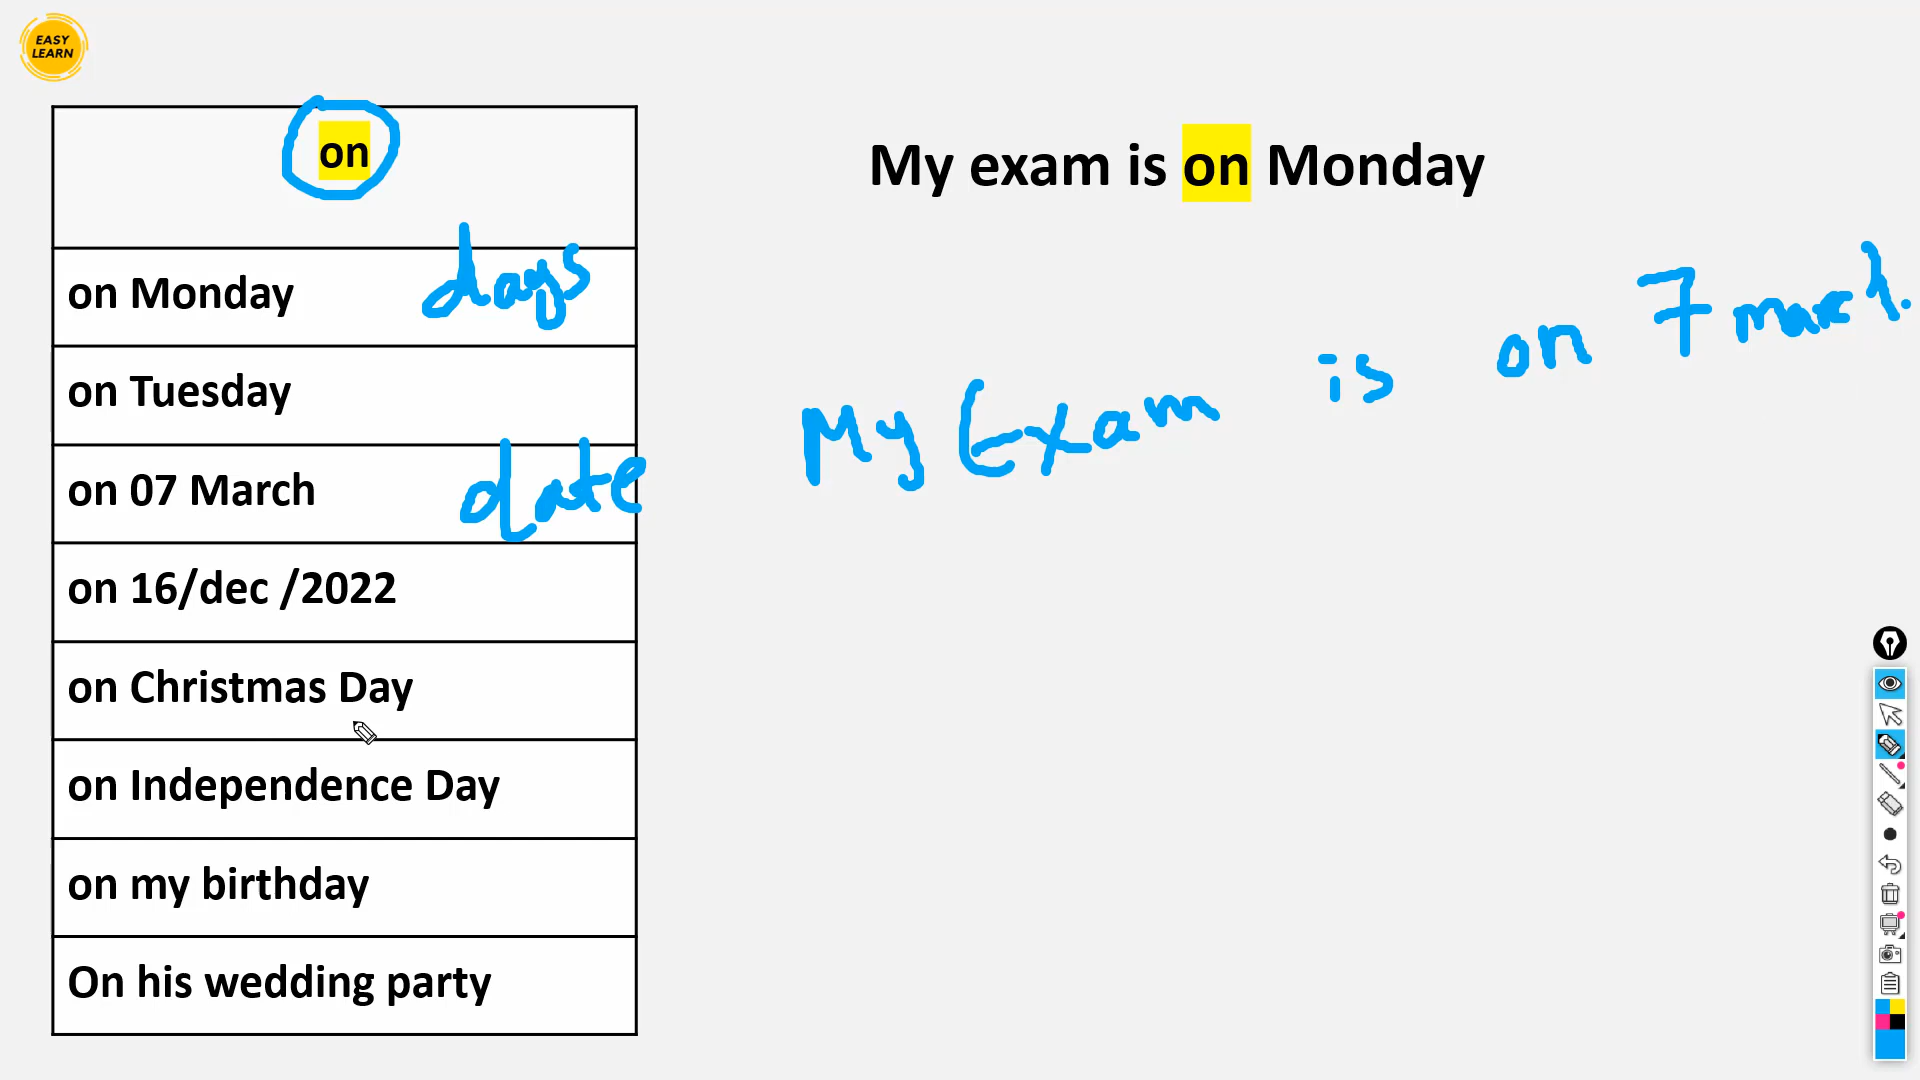 EASY
LEARN
on
My exam is on Monday
on Monday
days
on Tuesday
on 07 March
date
My Exam is on 7 march
on 16/dec /2022
on Christmas Day
on Independence Day
on my birthday
On his wedding party